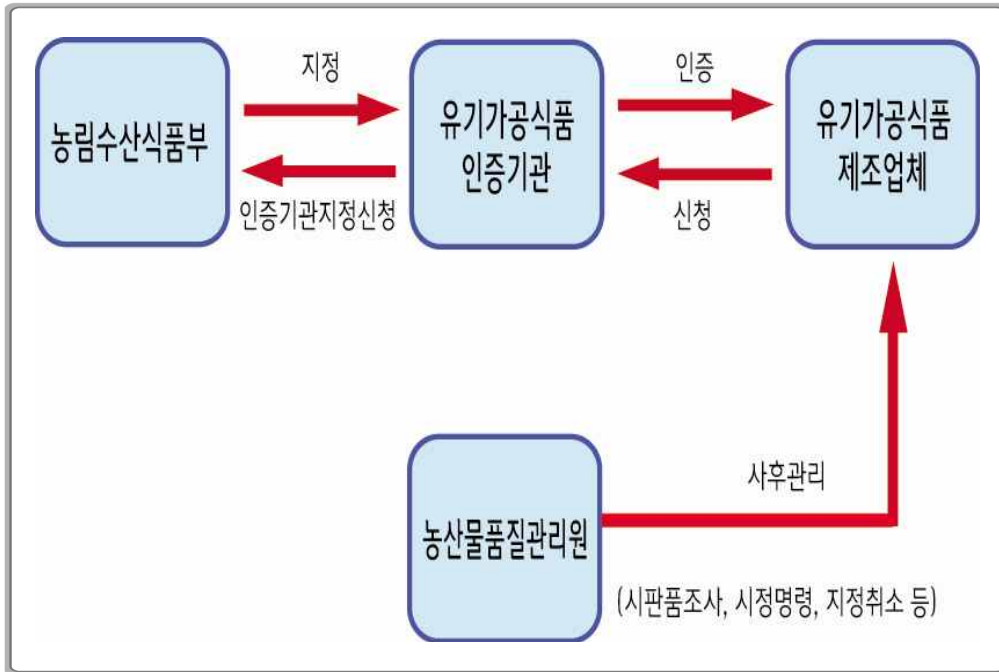 지정
인증
농림수산식품부
유기가공식품
인증기관
유기가공식품
제조업체
인증기관지정신청
신청
사후관리
농산물품질관리원
(시판품조사, 시정명령, 지정취소 등)